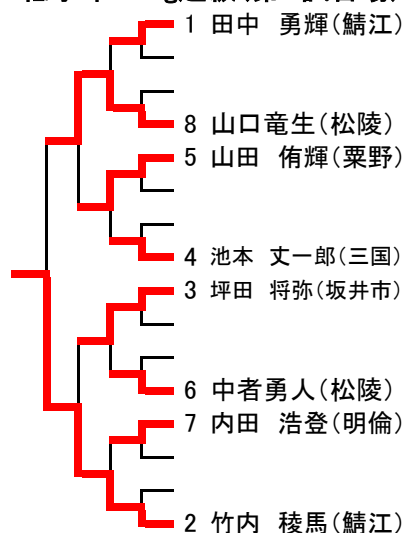 1 田中 勇輝(鯖江)
8 山口竜生(松陵)
5 山田 侑輝(粟野)
4 池本 丈一郎(三国)
3 坪田 将弥(坂井市)
6 中者勇人(松陵)
7 内田 浩登(明倫)
2 竹内 稜馬(鯖江)